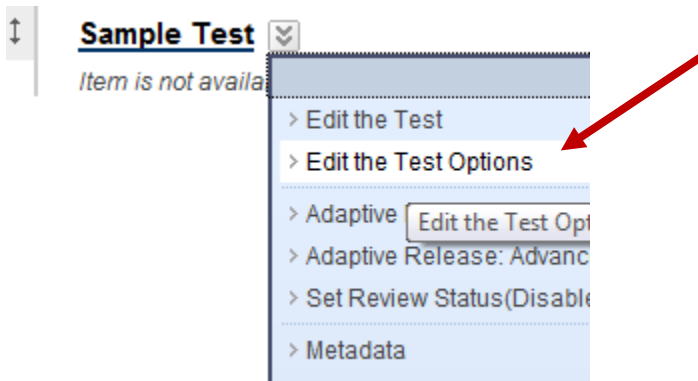 Sample Test
Item is not availa
> Edit the Test
> Edit the Test Options
> Adaptive
Edit the Test Opt
> Adaptive Release: Advanc
> Set Review Status(Disable
> Metadata